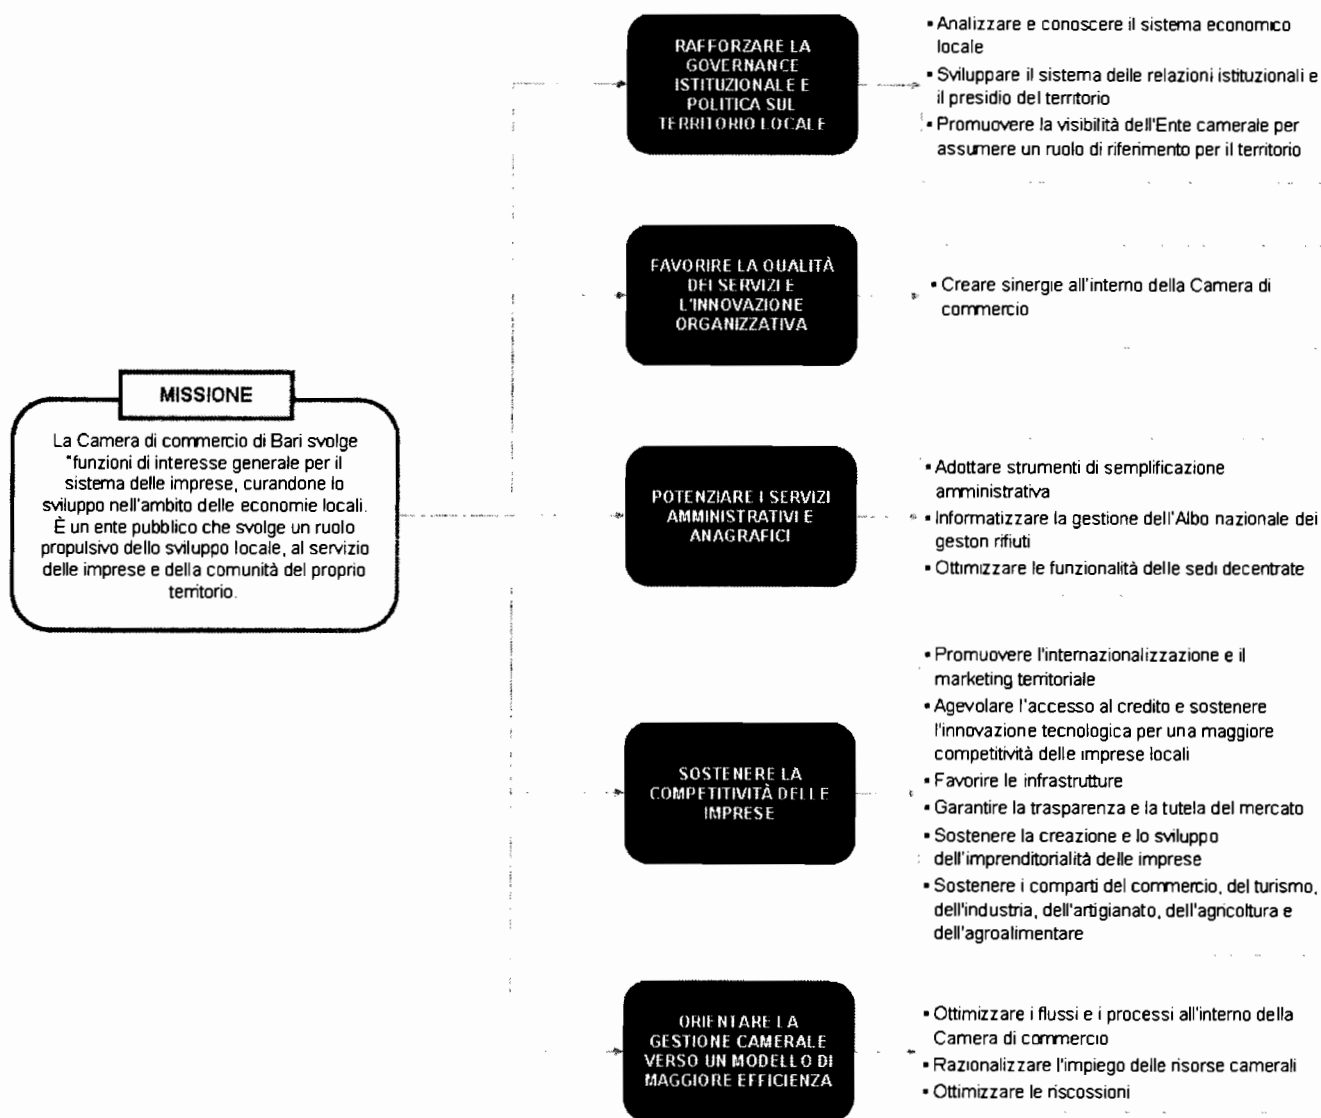 MISSIONE
La Camera di commercio di Bari svolge
"funzioni di interesse generale per il
sistema delle imprese, curandone lo
sviluppo nell'ambito delle economie locali.
È un ente pubblico che svolge un ruolo
propulsivo dello sviluppo locale, al servizio
delle imprese e della comunità del proprio
territorio.
RAFFORZARE LA
GOVERNANCE
ISTITUZIONALE E
POLITICA SUL
TERRITORIO LOCALE
▪ Analizzare e conoscere il sistema economico
locale
▪ Sviluppare il sistema delle relazioni istituzionali e
il presidio del territorio
▪ Promuovere la visibilità dell'Ente camerale per
assumere un ruolo di riferimento per il territorio
FAVORIRE LA QUALITÀ
DEI SERVIZI E
L'INNOVAZIONE
ORGANIZZATIVA
▪ Creare sinergie all'interno della Camera di
commercio
POTENZIARE I SERVIZI
AMMINISTRATIVI E
ANAGRAFICI
▪ Adottare strumenti di semplificazione
amministrativa
▪ Informatizzare la gestione dell'Albo nazionale dei
gestori rifiuti
▪ Ottimizzare le funzionalità delle sedi decentrate
SOSTENERE LA
COMPETITIVITÀ DELLE
IMPRESE
▪ Promuovere l'internazionalizzazione e il
marketing territoriale
▪ Agevolare l'accesso al credito e sostenere
l'innovazione tecnologica per una maggiore
competitività delle imprese locali
▪ Favorire le infrastrutture
▪ Garantire la trasparenza e la tutela del mercato
▪ Sostenere la creazione e lo sviluppo
dell'imprenditorialità delle imprese
▪ Sostenere i comparti del commercio, del turismo,
dell'industria, dell'artigianato, dell'agricoltura e
dell'agroalimentare
ORIENTARE LA
GESTIONE CAMERALE
VERSO UN MODELLO DI
MAGGIORE EFFICIENZA
▪ Ottimizzare i flussi e i processi all'interno della
Camera di commercio
▪ Razionalizzare l'impiego delle risorse camerali
▪ Ottimizzare le riscossioni